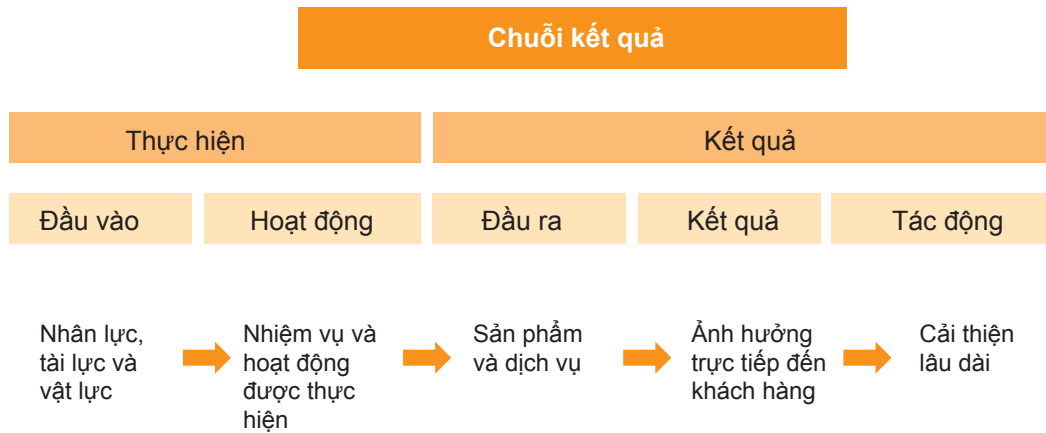 Chuỗi kết quả
Thực hiện
Kết quả
Đầu vào
Hoạt động
Đầu ra
Kết quả
Tác động
Nhân lực,
tài lực và
vật lực
Nhiệm vụ và
hoạt động
được thực
hiện
Sản phẩm
và dịch vụ
Ảnh hưởng
trực tiếp đến
khách hàng
Cải thiện
lâu dài